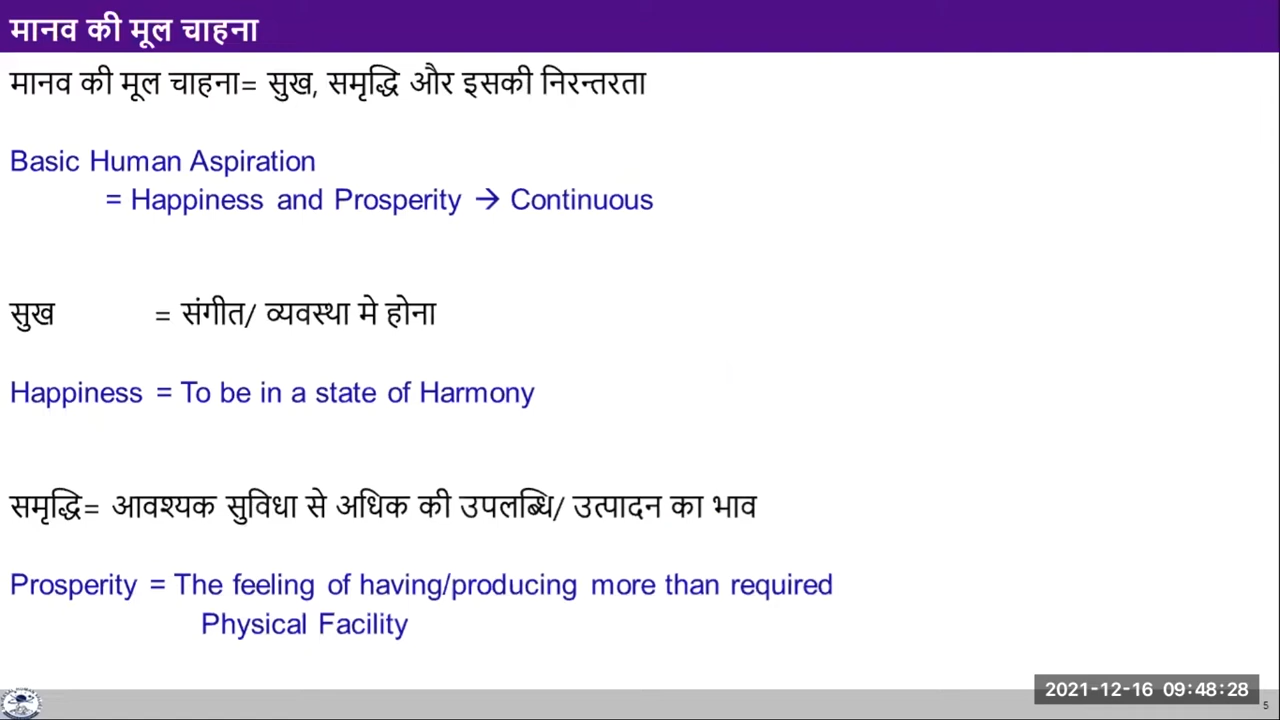 मानव की मूल चाहना
मानव की मूल चाहना= सुख, समृद्धि और इसकी निरन्तरता
Basic Human Aspiration
= Happiness and Prosperity → Continuous
सुख = संगीत/ व्यवस्था मे होना
Happiness = To be in a state of Harmony
समृद्धि= आवश्यक सुविधा से अधिक की उपलब्धि/ उत्पादन का भाव
Prosperity = The feeling of having/producing more than required
Physical Facility
2021-12-16 09:48:28
5